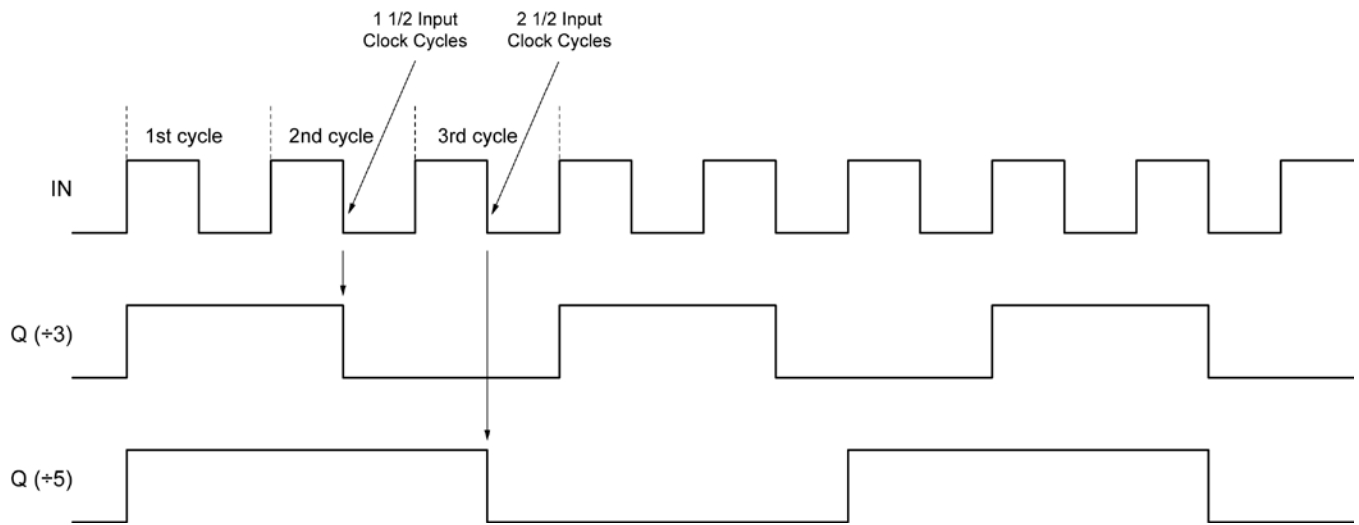 1 1/2 Input
Clock Cycles
2 1/2 Input
Clock Cycles
1st cycle
2nd cycle
3rd cycle
IN
Q (÷3)
Q (÷5)